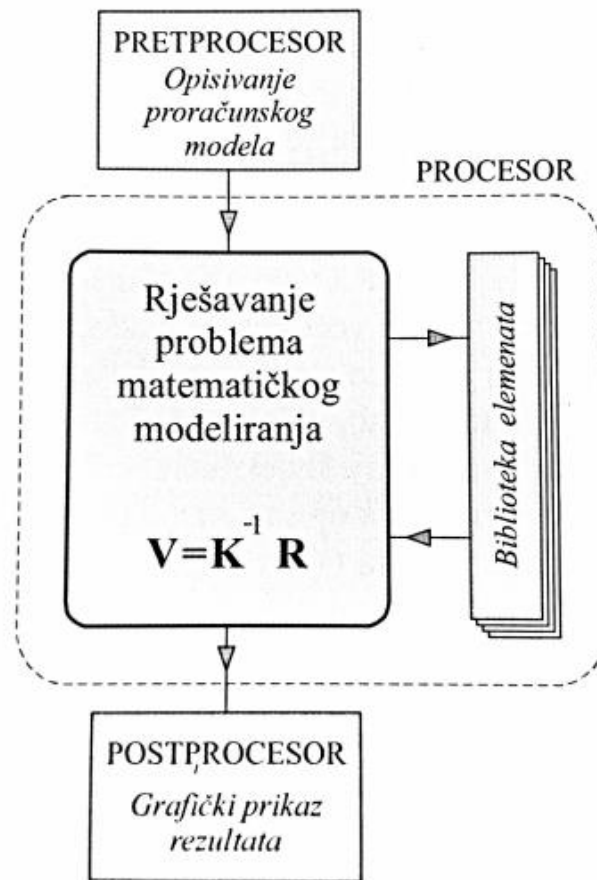 PRETPROCESOR
Opisivanje
proračunskog
modela
PROCESOR
Rješavanje
problema
matematičkog
modeliranja
V=K⁻¹ R
Biblioteka elemenata
POSTPROCESOR
Grafički prikaz
rezultata